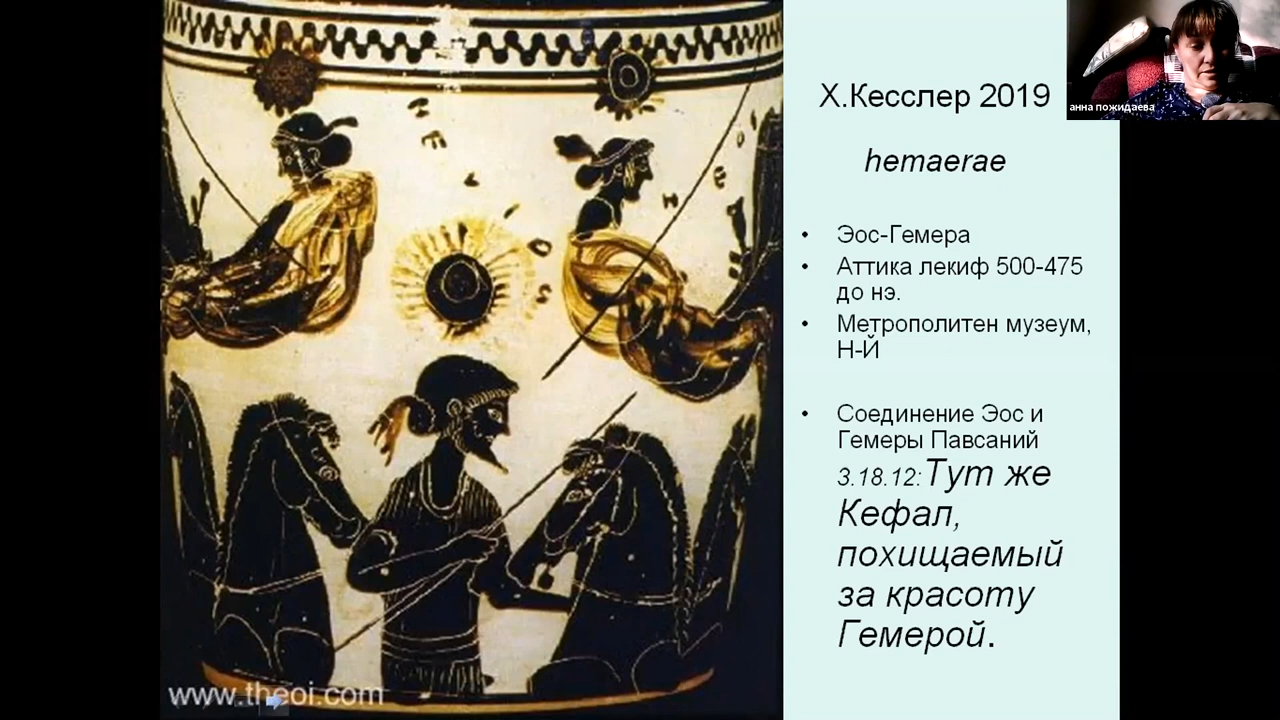 Х.Кесслер 2019
анна пожидаева
hemaerae
• Эос-Гемера
• Аттика лекиф 500-475
до нэ.
• Метрополитен музеум,
Н-Й
• Соединение Эос и
Гемеры Павсаний
3.18.12:Тут же
Кефал,
похищаемый
за красоту
Гемерой.
www.theoi.com